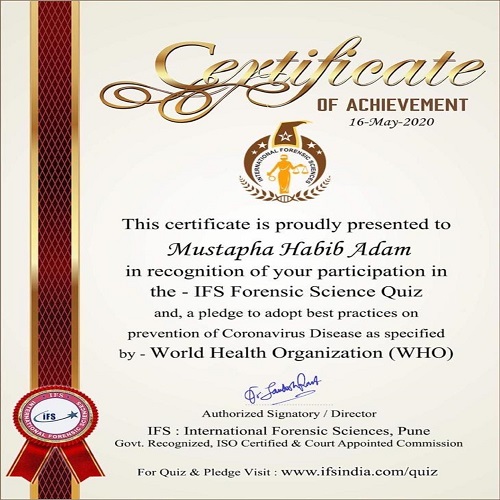 Certificate
OF ACHIEVEMENT
16-May-2020
INTERNATIONAL FORENSIC SCIENCES
This certificate is proudly presented to
Mustapha Habib Adam
in recognition of your participation in
the - IFS Forensic Science Quiz
and, a pledge to adopt best practices on
prevention of Coronavirus Disease as specified
by - World Health Organization (WHO)
Authorized Signatory / Director
IFS : International Forensic Sciences, Pune
Govt. Recognized, ISO Certified & Court Appointed Commission
For Quiz & Pledge Visit : www.ifsindia.com/quiz
IFS
iFS
INTERNATIONAL FORENSIC SCIENCES